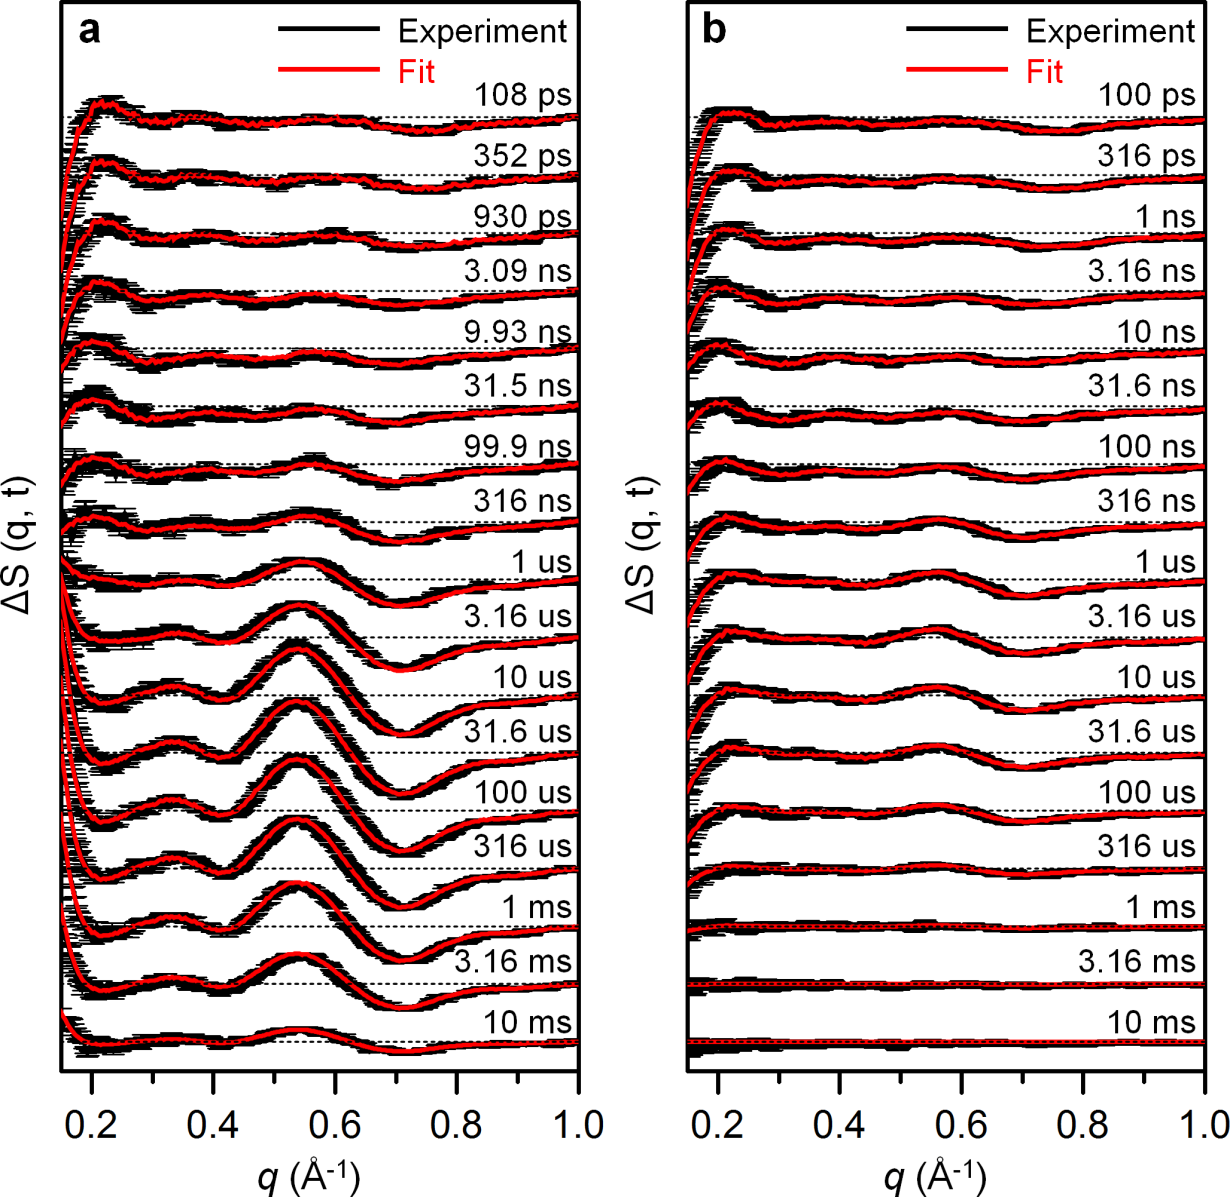 a
Experiment
Fit
108 ps
352 ps
930 ps
3.09 ns
9.93 ns
31.5 ns
99.9 ns
316 ns
1 us
3.16 us
10 us
31.6 us
100 us
316 us
1 ms
3.16 ms
10 ms
ΔS (q, t)
0.2 0.4 0.6 0.8 1.0
q (Å-1)
b
Experiment
Fit
100 ps
316 ps
1 ns
3.16 ns
10 ns
31.6 ns
100 ns
316 ns
1 us
3.16 us
10 us
31.6 us
100 us
316 us
1 ms
3.16 ms
10 ms
ΔS (q, t)
0.2 0.4 0.6 0.8 1.0
q (Å-1)